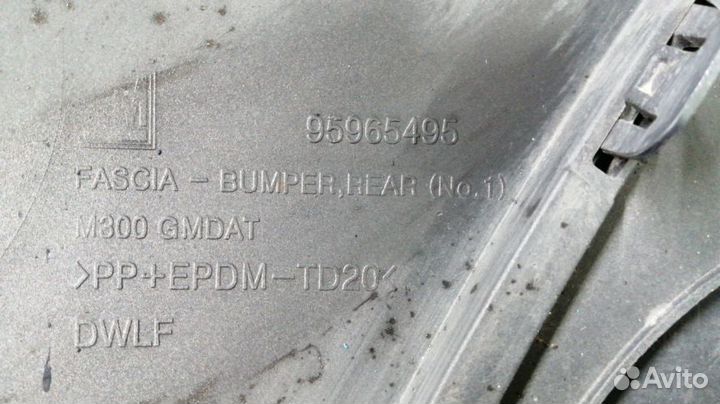 95965495
FASCIA - BUMPER,REAR (No.1)
M300 GMDAT
>PP+EPDM-TD20<
DWLF
Avito